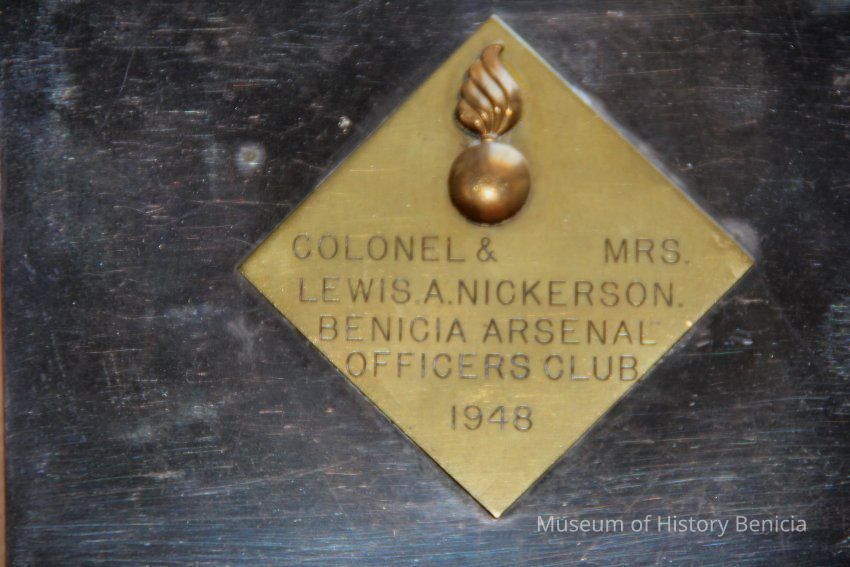 COLONEL & MRS.
LEWIS.A.NICKERSON.
BENICIA ARSENAL
OFFICERS CLUB
1948
Museum of History Benicia